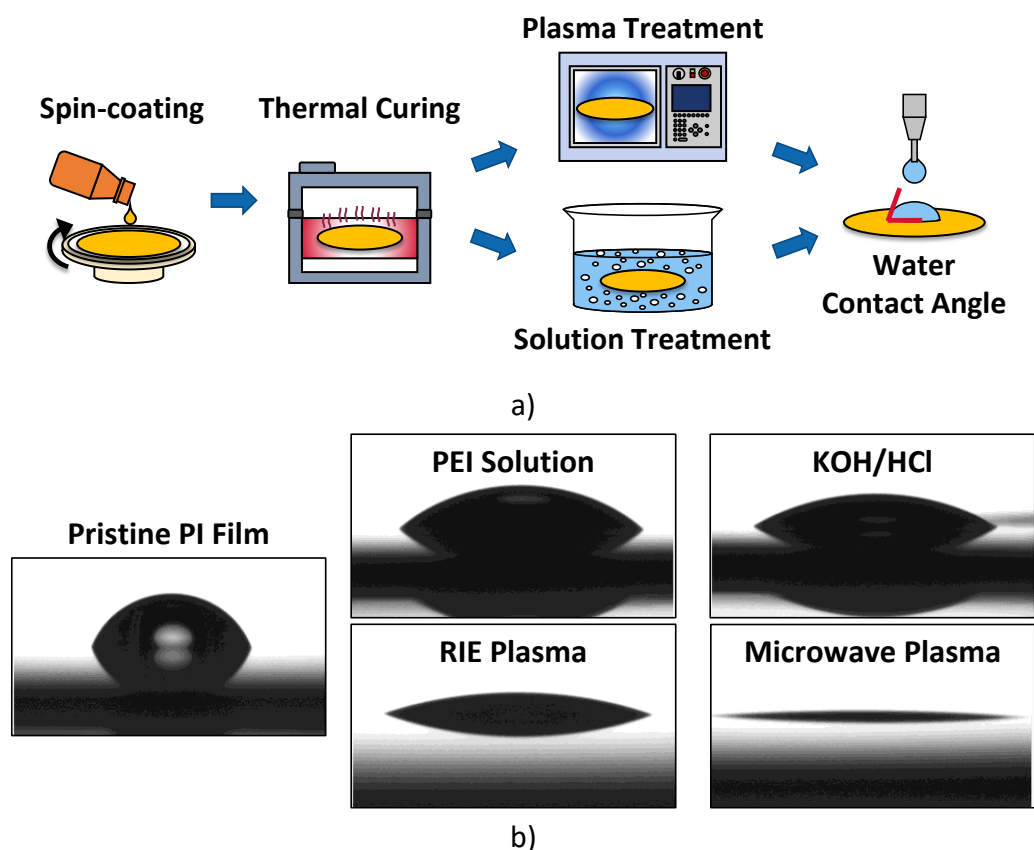 Plasma Treatment
Spin-coating
Thermal Curing
Water
Contact Angle
Solution Treatment
a)
PEI Solution
KOH/HCl
Pristine PI Film
RIE Plasma
Microwave Plasma
b)